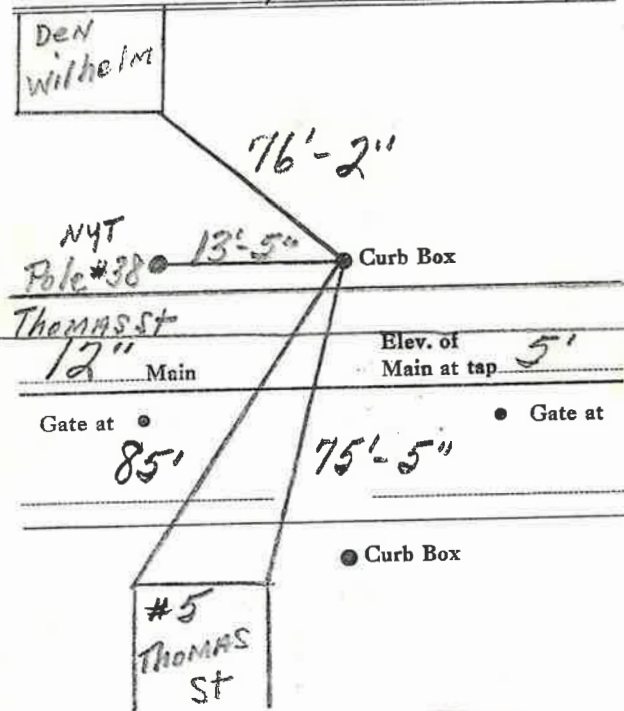 Den
Wilhelm
76'-2"
NYT
Pole #38
13'-5"
Curb Box
Thomas St
12" Main
Elev. of
Main at tap 5'
Gate at
Gate at
85'
75'-5"
Curb Box
#5
Thomas
St